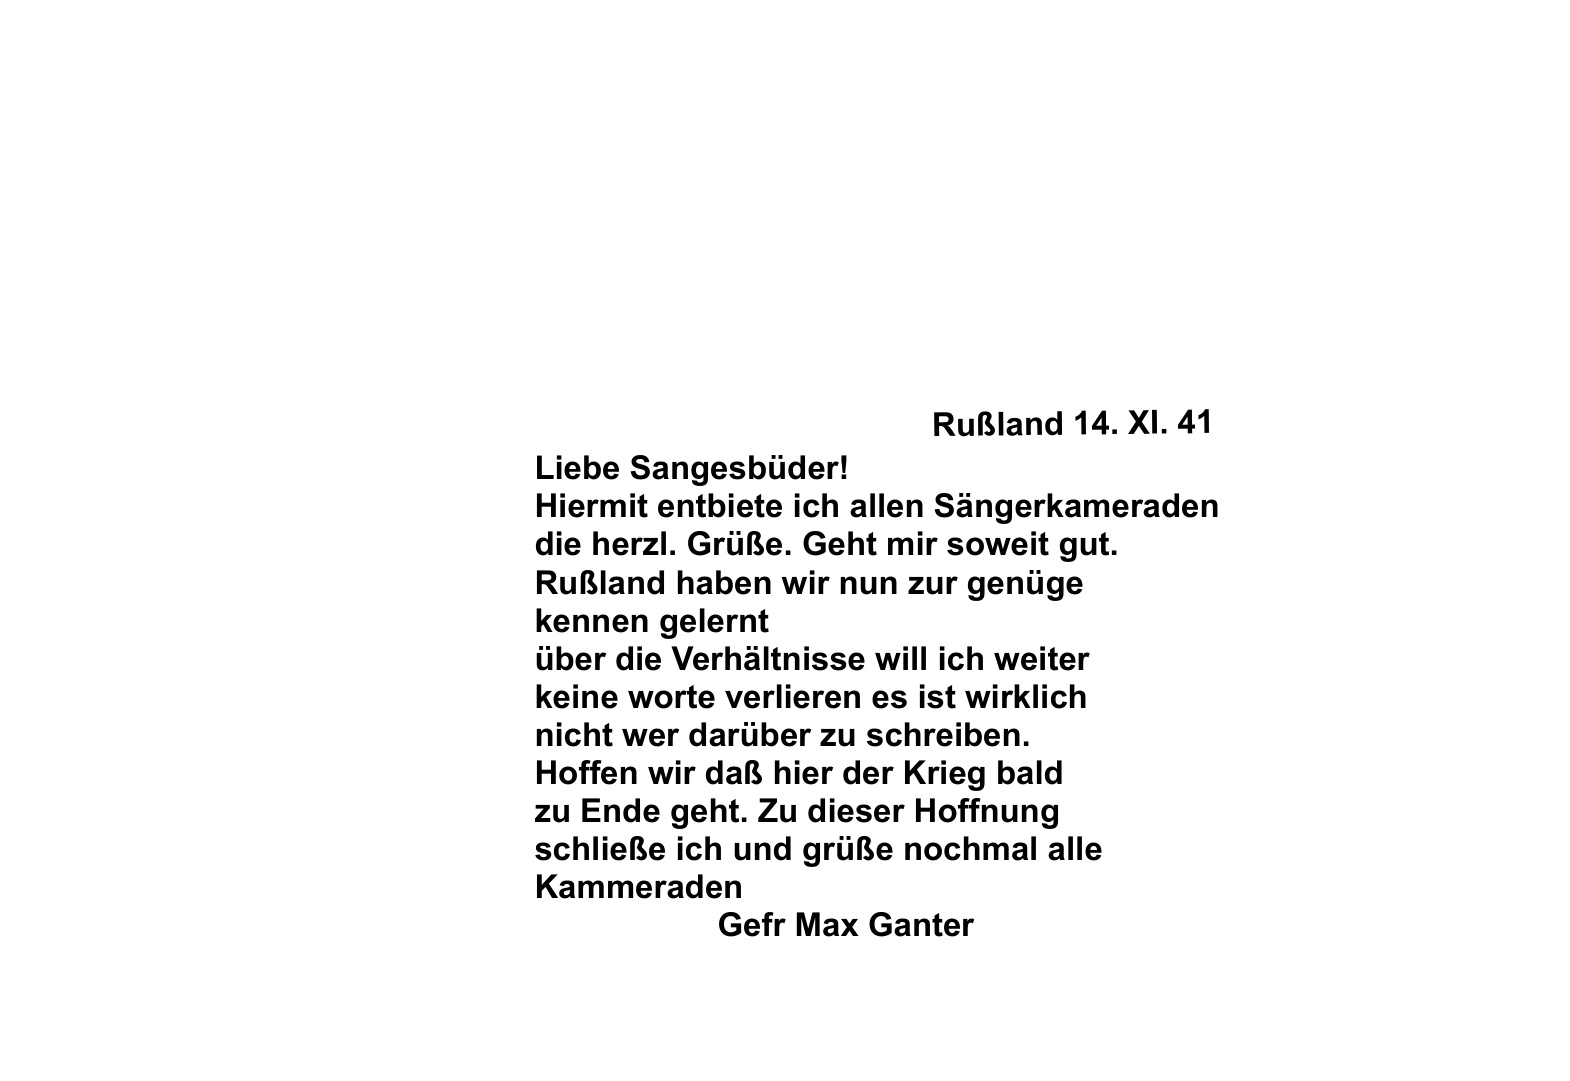 Rußland 14. XI. 41
Liebe Sangesbüder!
Hiermit entbiete ich allen Sängerkameraden
die herzl. Grüße. Geht mir soweit gut.
Rußland haben wir nun zur genüge
kennen gelernt
über die Verhältnisse will ich weiter
keine worte verlieren es ist wirklich
nicht wer darüber zu schreiben.
Hoffen wir daß hier der Krieg bald
zu Ende geht. Zu dieser Hoffnung
schließe ich und grüße nochmal alle
Kammeraden
Gefr Max Ganter